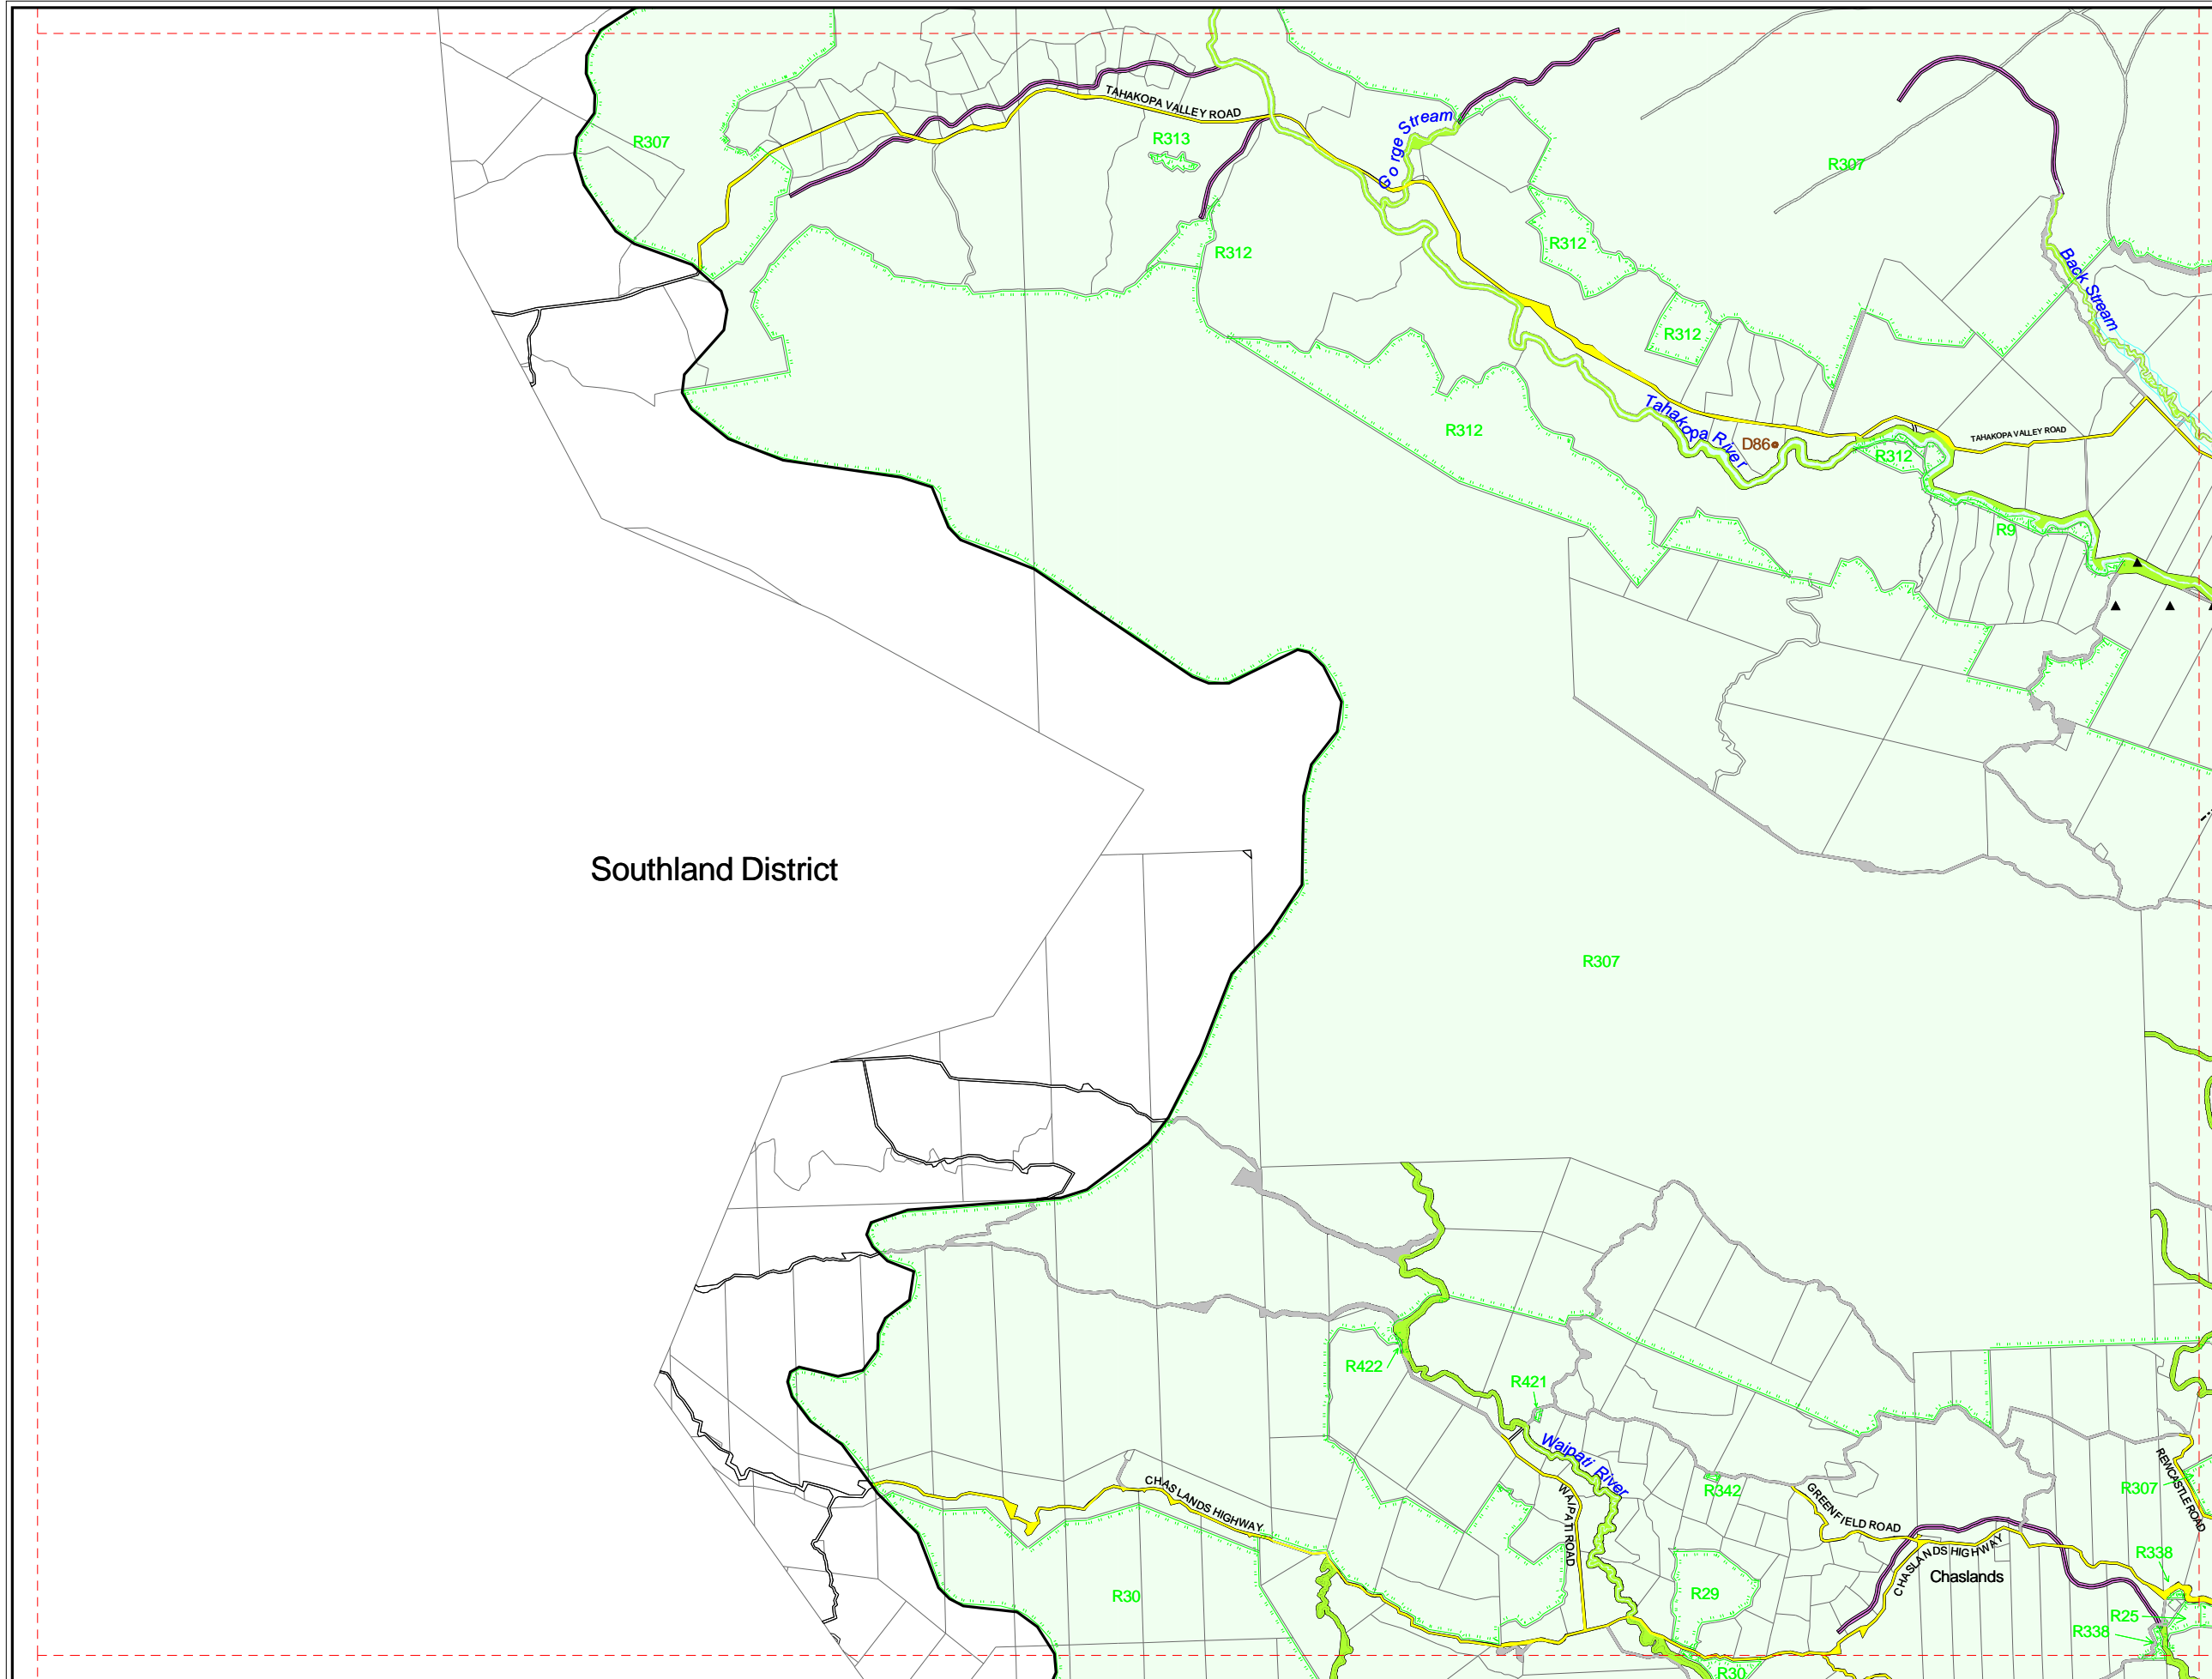 TAHAKOPA VALLEY ROAD
Gorge Stream
R307
R313
R307
R312
R312
Back Stream
R312
Tahakopa River
R312
D86
TAHAKOPA VALLEY ROAD
R312
R9
Southland District
R307
R422
R421
Waipati River
CHASLANDS HIGHWAY
WAIPATI ROAD
R342
GREENFIELD ROAD
R307
REWCASTLE ROAD
CHASLANDS HIGHWAY
R338
Chaslands
R30
R29
R25
R338
R30